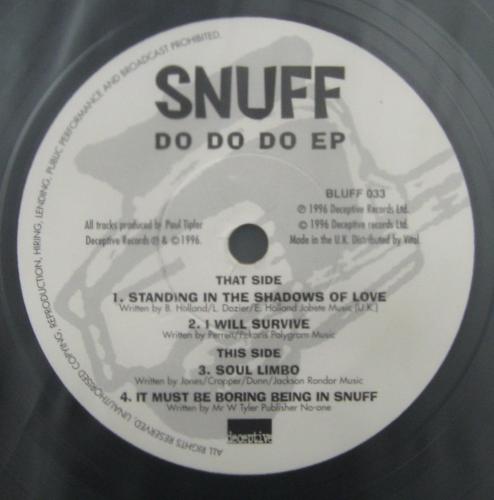 SNUFF
DO DO DO EP
BLUFF 033
All tracks produced by Paul Tipler
Deceptive Records ℗ & © 1996.
℗ 1996 Deceptive Records Ltd.
© 1996 Deceptive Records Ltd.
Made in the U.K. Distributed by Vital.
THAT SIDE
1. STANDING IN THE SHADOWS OF LOVE
Written by B. Holland/L. Dozier/E. Holland Jobete Music (U.K.)
2. I WILL SURVIVE
Written by Perren/Fekaris Polygram Music
THIS SIDE
3. SOUL LIMBO
Written by Jones/Cropper/Dunn/Jackson Rondor Music
4. IT MUST BE BORING BEING IN SNUFF
Written by Mr W Tyler Publisher No-one
deceptive
ALL RIGHTS RESERVED. UNAUTHORISED COPYING, REPRODUCTION, HIRING, LENDING, PUBLIC PERFORMANCE AND BROADCAST PROHIBITED.